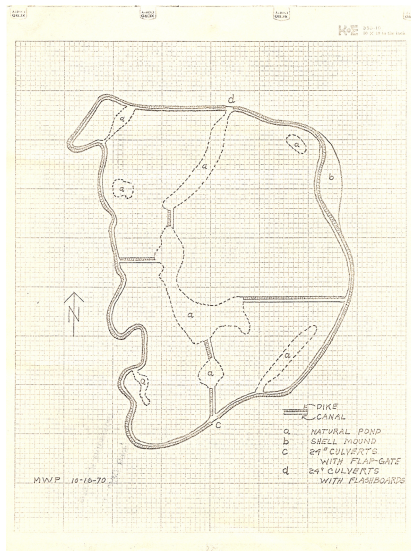 K+E
d
a
a
a
b
a
a
N
a
a
a
c
DIKE
CANAL
a NATURAL POND
b SHELL MOUND
c 24" CULVERTS
WITH FLAP-GATE
d 24" CULVERTS
WITH FLASHBOARDS
MWP 10-16-70